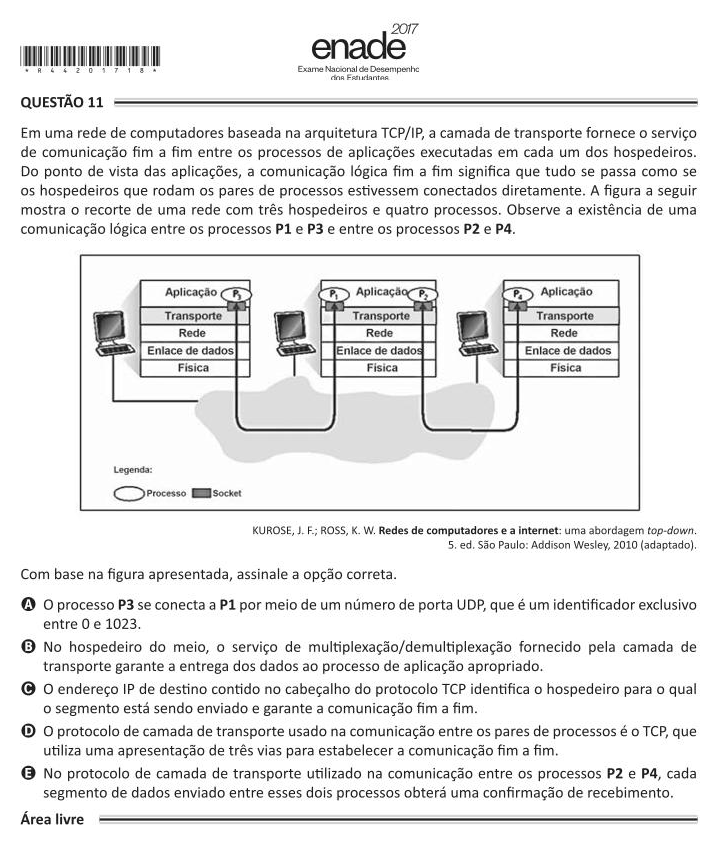 enade 2017
Exame Nacional de Desempenho
dos Estudantes
* R 4 4 2 0 1 7 1 8 *
QUESTÃO 11
Em uma rede de computadores baseada na arquitetura TCP/IP, a camada de transporte fornece o serviço
de comunicação fim a fim entre os processos de aplicações executadas em cada um dos hospedeiros.
Do ponto de vista das aplicações, a comunicação lógica fim a fim significa que tudo se passa como se
os hospedeiros que rodam os pares de processos estivessem conectados diretamente. A figura a seguir
mostra o recorte de uma rede com três hospedeiros e quatro processos. Observe a existência de uma
comunicação lógica entre os processos P1 e P3 e entre os processos P2 e P4.
Aplicação P3
Transporte
Rede
Enlace de dados
Física
P1 Aplicação P2
Transporte
Rede
Enlace de dados
Física
P4 Aplicação
Transporte
Rede
Enlace de dados
Física
Legenda:
Processo Socket
KUROSE, J. F.; ROSS, K. W. Redes de computadores e a internet: uma abordagem top-down.
5. ed. São Paulo: Addison Wesley, 2010 (adaptado).
Com base na figura apresentada, assinale a opção correta.
A O processo P3 se conecta a P1 por meio de um número de porta UDP, que é um identificador exclusivo
entre 0 e 1023.
B No hospedeiro do meio, o serviço de multiplexação/demultiplexação fornecido pela camada de
transporte garante a entrega dos dados ao processo de aplicação apropriado.
C O endereço IP de destino contido no cabeçalho do protocolo TCP identifica o hospedeiro para o qual
o segmento está sendo enviado e garante a comunicação fim a fim.
D O protocolo de camada de transporte usado na comunicação entre os pares de processos é o TCP, que
utiliza uma apresentação de três vias para estabelecer a comunicação fim a fim.
E No protocolo de camada de transporte utilizado na comunicação entre os processos P2 e P4, cada
segmento de dados enviado entre esses dois processos obterá uma confirmação de recebimento.
Área livre